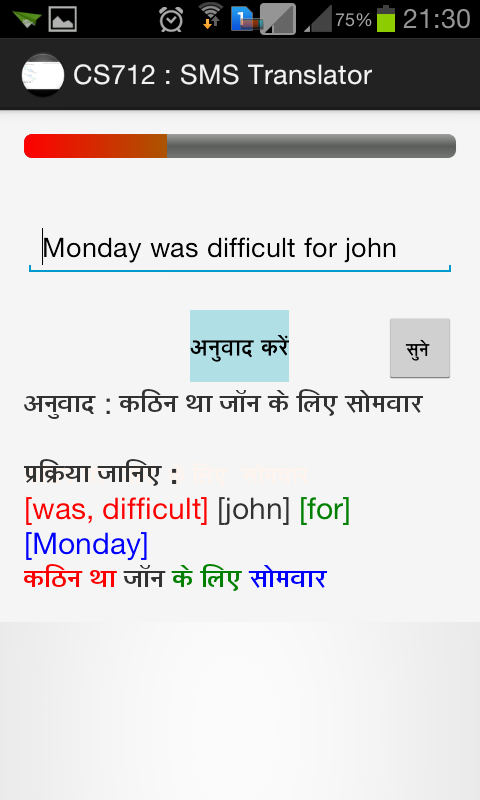 75% 21:30
CS712 : SMS Translator
Monday was difficult for john
अनुवाद करें
सुने
अनुवाद : कठिन था जॉन के लिए सोमवार
प्रक्रिया जानिए :
[was, difficult] [john] [for]
[Monday]
कठिन था जॉन के लिए सोमवार